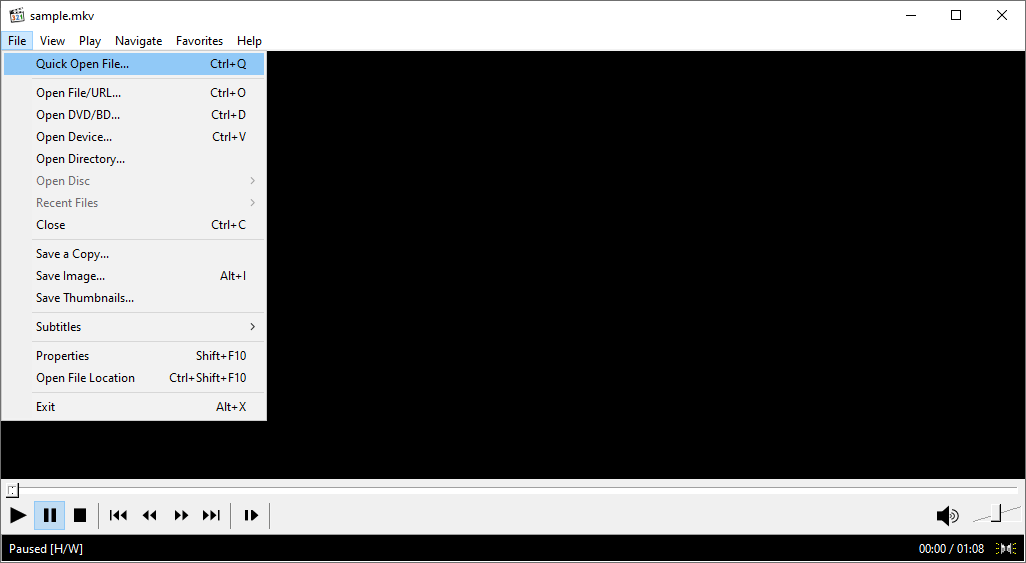 sample.mkv
File View Play Navigate Favorites Help
Quick Open File... Ctrl+Q
Open File/URL... Ctrl+O
Open DVD/BD... Ctrl+D
Open Device... Ctrl+V
Open Directory...
Open Disc
Recent Files
Close Ctrl+C
Save a Copy...
Save Image... Alt+I
Save Thumbnails...
Subtitles
Properties Shift+F10
Open File Location Ctrl+Shift+F10
Exit Alt+X
Paused [H/W] 00:00 / 01:08